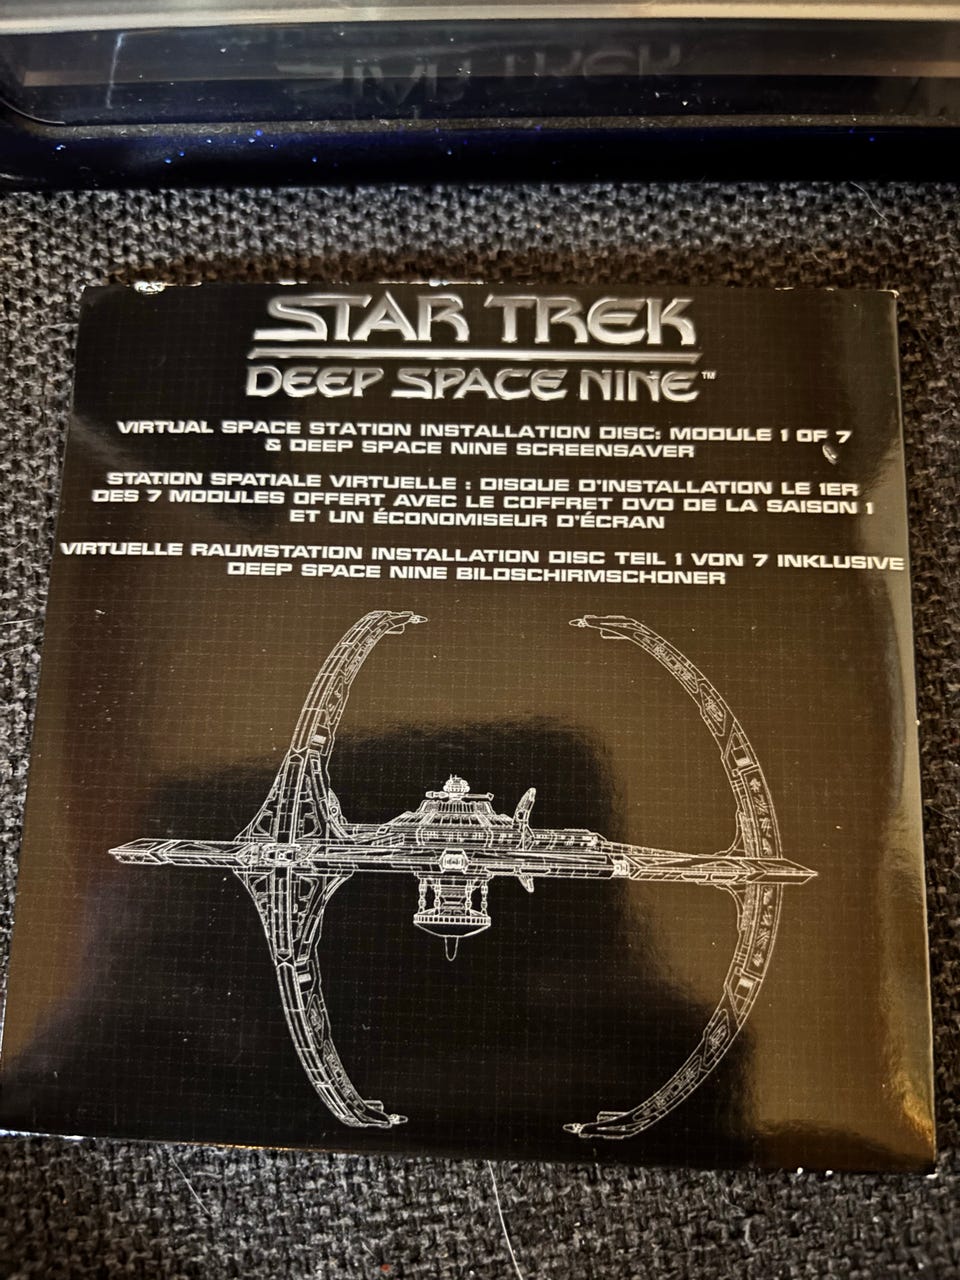 STAR TREK
DEEP SPACE NINE™
VIRTUAL SPACE STATION INSTALLATION DISC: MODULE 1 OF 7
& DEEP SPACE NINE SCREENSAVER
STATION SPATIALE VIRTUELLE : DISQUE D'INSTALLATION LE 1ER
DES 7 MODULES OFFERT AVEC LE COFFRET DVD DE LA SAISON 1
ET UN ÉCONOMISEUR D'ÉCRAN
VIRTUELLE RAUMSTATION INSTALLATION DISC TEIL 1 VON 7 INKLUSIVE
DEEP SPACE NINE BILDSCHIRMSCHONER